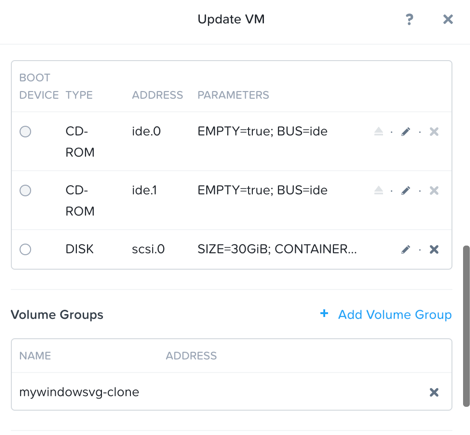 Update VM ? ×
BOOT
DEVICE TYPE ADDRESS PARAMETERS
CD- ide.0 EMPTY=true; BUS=ide
ROM
CD- ide.1 EMPTY=true; BUS=ide
ROM
DISK scsi.0 SIZE=30GiB; CONTAINER...
Volume Groups + Add Volume Group
NAME ADDRESS
mywindowsvg-clone